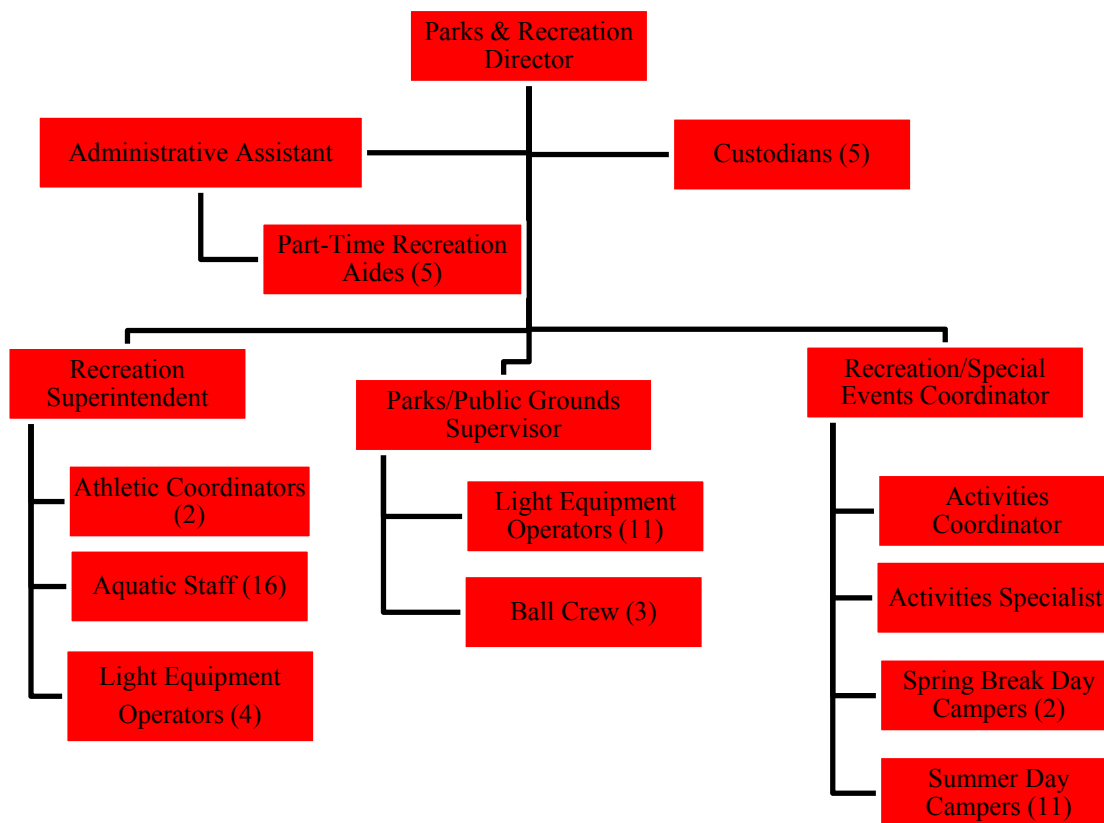 Parks & Recreation
Director
Administrative Assistant
Custodians (5)
Part-Time Recreation
Aides (5)
Recreation
Superintendent
Athletic Coordinators
(2)
Aquatic Staff (16)
Light Equipment
Operators (4)
Parks/Public Grounds
Supervisor
Light Equipment
Operators (11)
Ball Crew (3)
Recreation/Special
Events Coordinator
Activities
Coordinator
Activities Specialist
Spring Break Day
Campers (2)
Summer Day
Campers (11)